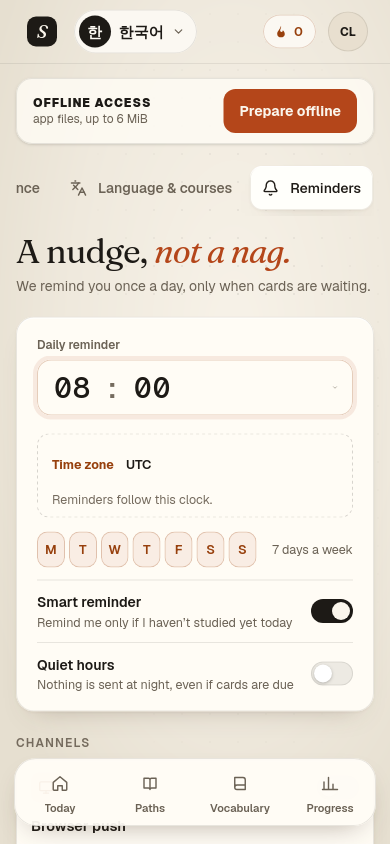 S
한 한국어
0
CL
OFFLINE ACCESS
app files, up to 6 MiB
Prepare offline
nce
Language & courses
Reminders
A nudge, not a nag.
We remind you once a day, only when cards are waiting.
Daily reminder
08 : 00
Time zone UTC
Reminders follow this clock.
M T W T F S S 7 days a week
Smart reminder
Remind me only if I haven’t studied yet today
Quiet hours
Nothing is sent at night, even if cards are due
CHANNELS
Today Paths Vocabulary Progress
Browser push